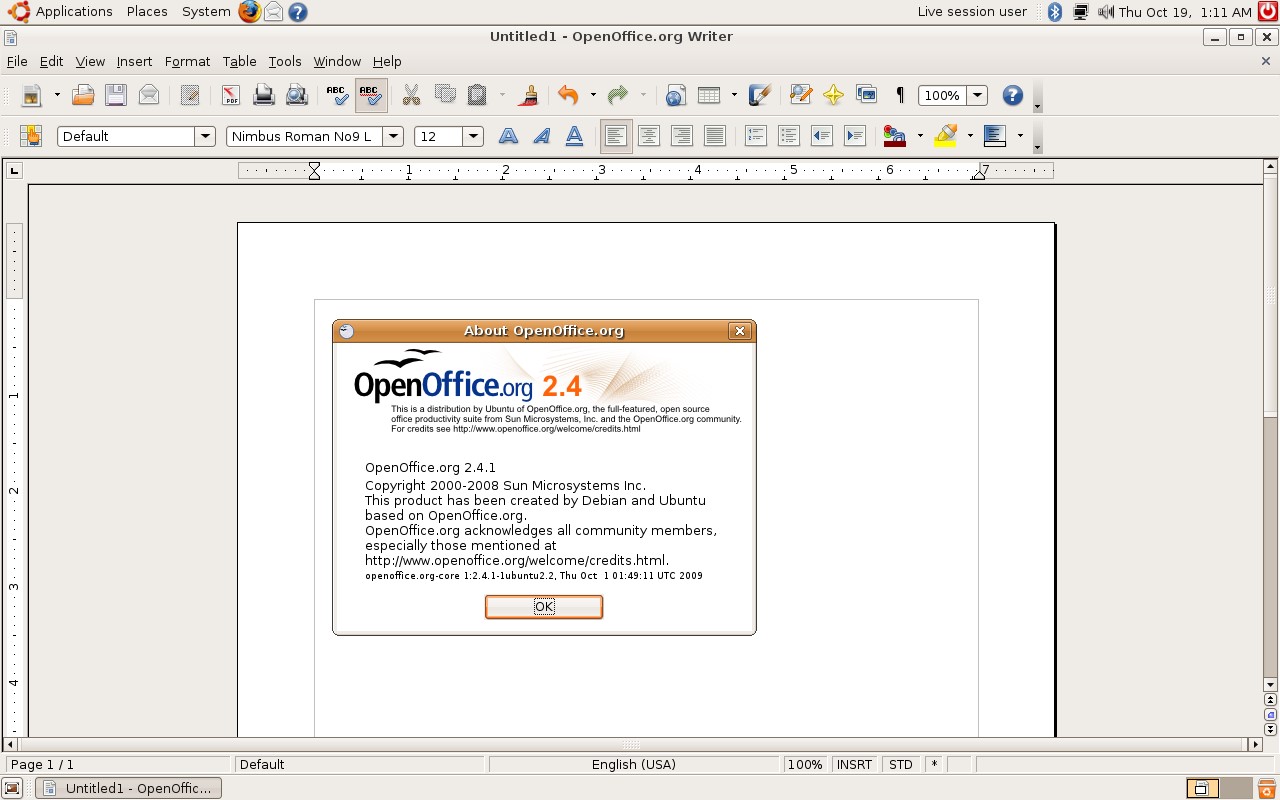 Applications Places System Live session user Thu Oct 19, 1:11 AM
Untitled1 - OpenOffice.org Writer
File Edit View Insert Format Table Tools Window Help
PDF ABC ABC ¶ 100%
Default Nimbus Roman No9 L 12
1 2 3 4 5 6 7
About OpenOffice.org
OpenOffice.org 2.4
This is a distribution by Ubuntu of OpenOffice.org, the full-featured, open source
office productivity suite from Sun Microsystems, Inc. and the OpenOffice.org community.
For credits see http://www.openoffice.org/welcome/credits.html
OpenOffice.org 2.4.1
Copyright 2000-2008 Sun Microsystems Inc.
This product has been created by Debian and Ubuntu
based on OpenOffice.org.
OpenOffice.org acknowledges all community members,
especially those mentioned at
http://www.openoffice.org/welcome/credits.html.
openoffice.org-core 1:2.4.1-1ubuntu2.2, Thu Oct 1 01:49:11 UTC 2009
OK
1
2
3
4
Page 1 / 1 Default English (USA) 100% INSRT STD *
Untitled1 - OpenOffic...